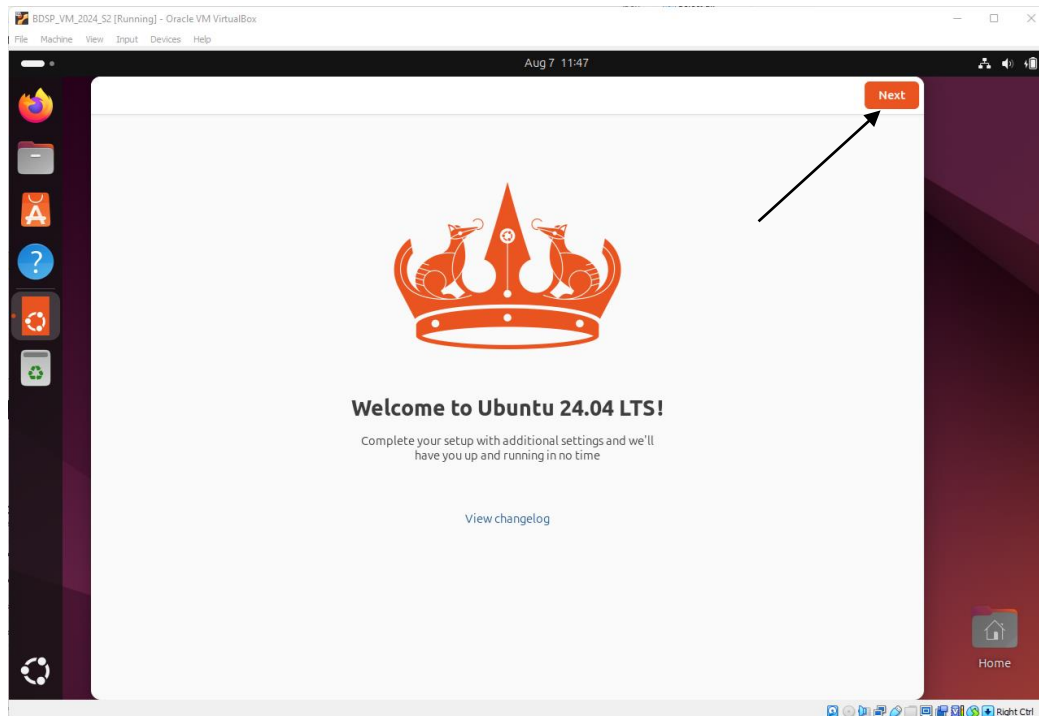 BDSP_VM_2024_S2 [Running] - Oracle VM VirtualBox
File Machine View Input Devices Help
Aug 7 11:47
Next
Welcome to Ubuntu 24.04 LTS!
Complete your setup with additional settings and we'll
have you up and running in no time
View changelog
Home
Right Ctrl